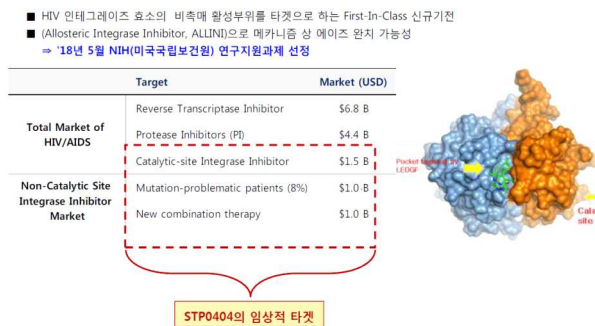 ■ HIV 인테그레이즈 효소의 비촉매 활성부위를 타겟으로 하는 First-In-Class 신규기전
■ (Allosteric Integrase Inhibitor, ALLINI)으로 메카니즘 상 에이즈 완치 가능성
⇒ '18년 5월 NIH(미국국립보건원) 연구지원과제 선정
Target Market (USD)
Total Market of HIV/AIDS
Reverse Transcriptase Inhibitor $6.8 B
Protease Inhibitors (PI) $4.4 B
Catalytic-site Integrase Inhibitor $1.5 B
Non-Catalytic Site
Integrase Inhibitor
Market
Mutation-problematic patients (8%) $1.0 B
New combination therapy $1.0 B
STP0404의 임상적 타겟
Pocket
LEDGF
Cata
site